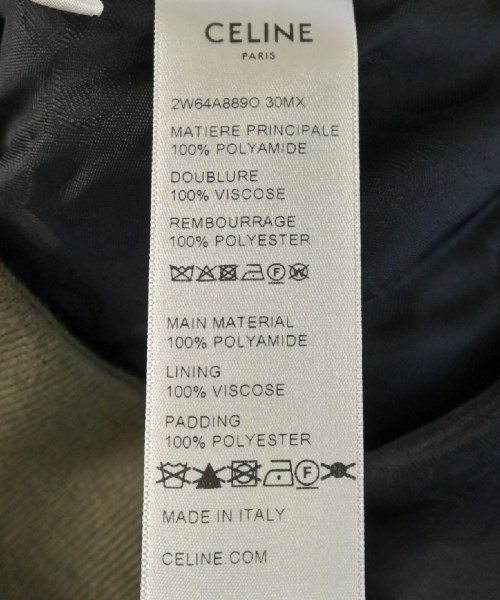 CELINE
PARIS
2W64A889O 30MX
MATIERE PRINCIPALE
100% POLYAMIDE
DOUBLURE
100% VISCOSE
REMBOURRAGE
100% POLYESTER
F W
MAIN MATERIAL
100% POLYAMIDE
LINING
100% VISCOSE
PADDING
100% POLYESTER
F
MADE IN ITALY
CELINE.COM